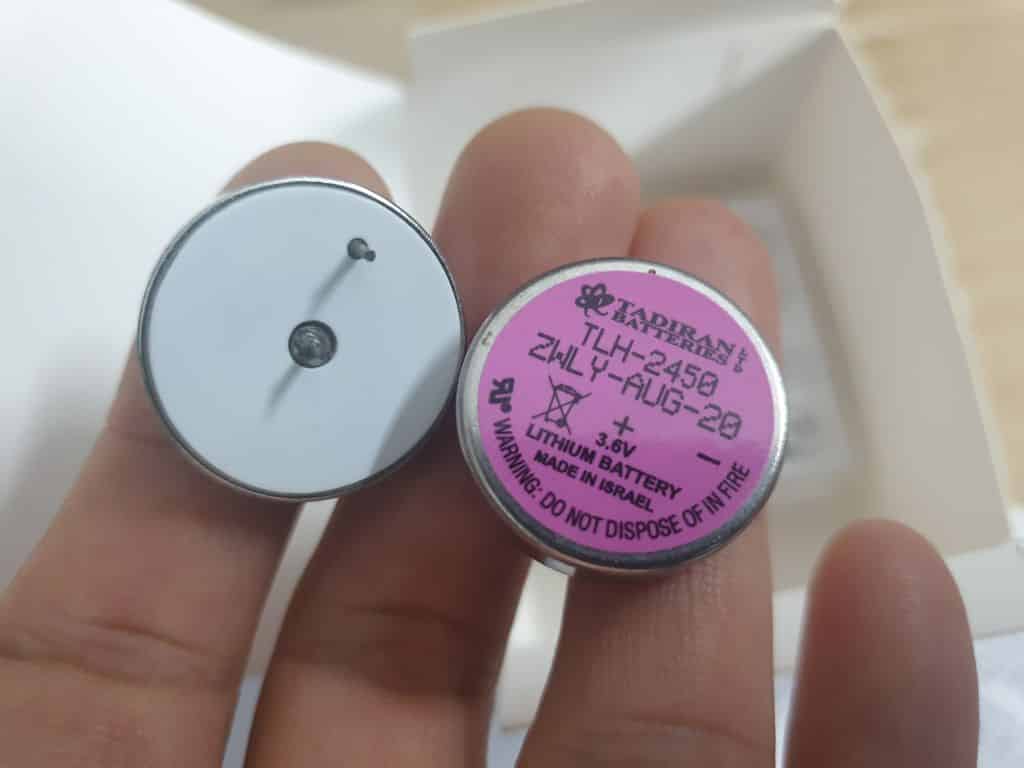 TADIRAN
BATTERIES LTD
TLH-2450
ZWLY-AUG-20
+
3.6V
−
LITHIUM BATTERY
MADE IN ISRAEL
WARNING: DO NOT DISPOSE OF IN FIRE